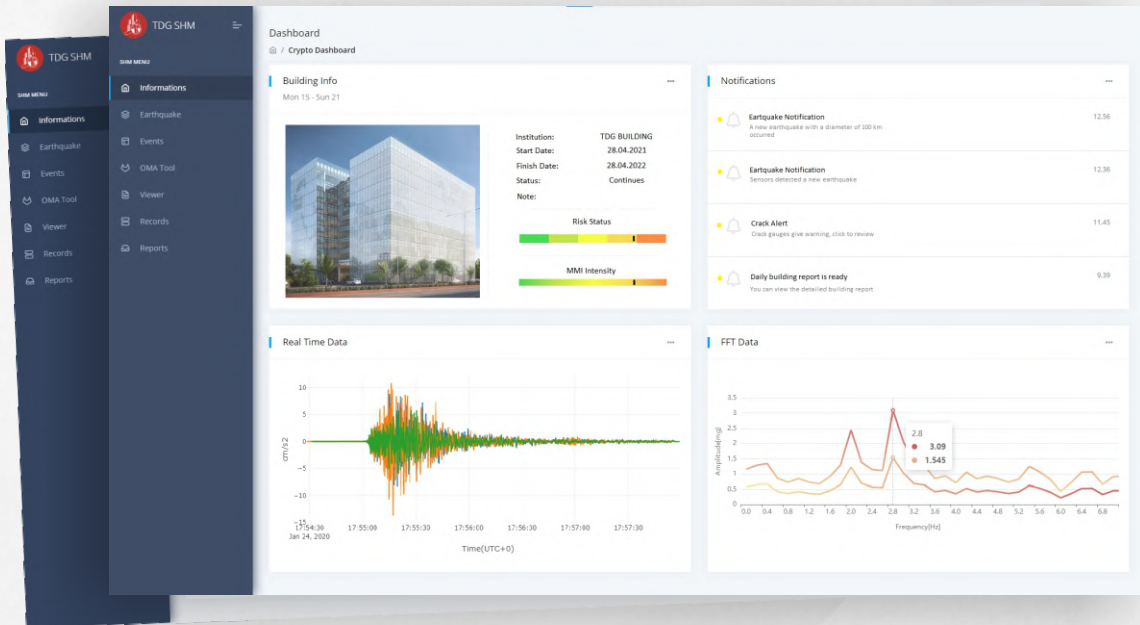 TDG SHM
SHM MENU
Informations
Earthquake
Events
OMA Tool
Viewer
Records
Reports
TDG SHM
SHM MENU
Informations
Earthquake
Events
OMA Tool
Viewer
Records
Reports
Dashboard
/ Crypto Dashboard
Building Info
Mon 15 - Sun 21
Institution: TDG BUILDING
Start Date: 28.04.2021
Finish Date: 28.04.2022
Status: Continues
Note:
Risk Status
MMI Intensity
Notifications
Eartquake Notification 12.56
A new earthquake with a diameter of 100 km
occurred
Eartquake Notification 12.36
Sensors detected a new earthquake
Crack Alert 11.45
Crack gauges give warning, click to review
Daily building report is ready 9.39
You can view the detailed building report
Real Time Data
10
5
0
−5
−10
−15
cm/s2
17:54:30 17:55:00 17:55:30 17:56:00 17:56:30 17:57:00 17:57:30
Jan 24, 2020
Time(UTC+0)
FFT Data
3.5
3
2.5
2
1.5
1
0.5
0
Amplitude[mg]
2.8
3.09
1.545
0.0 0.4 0.8 1.2 1.6 2.0 2.4 2.8 3.2 3.6 4.0 4.4 4.8 5.2 5.6 6.0 6.4 6.8
Frequency[Hz]